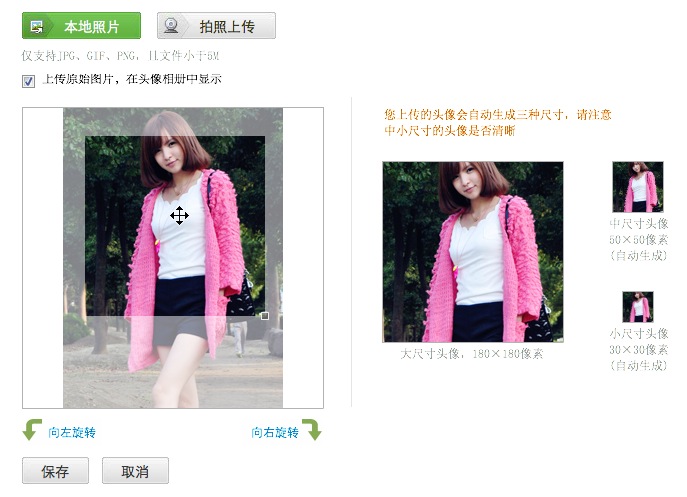 本地照片
拍照上传
仅支持JPG、GIF、PNG，且文件小于5M
上传原始图片，在头像相册中显示
您上传的头像会自动生成三种尺寸，请注意
中小尺寸的头像是否清晰
中尺寸头像
50×50像素
(自动生成)
小尺寸头像
30×30像素
(自动生成)
大尺寸头像，180×180像素
向左旋转
向右旋转
保存
取消